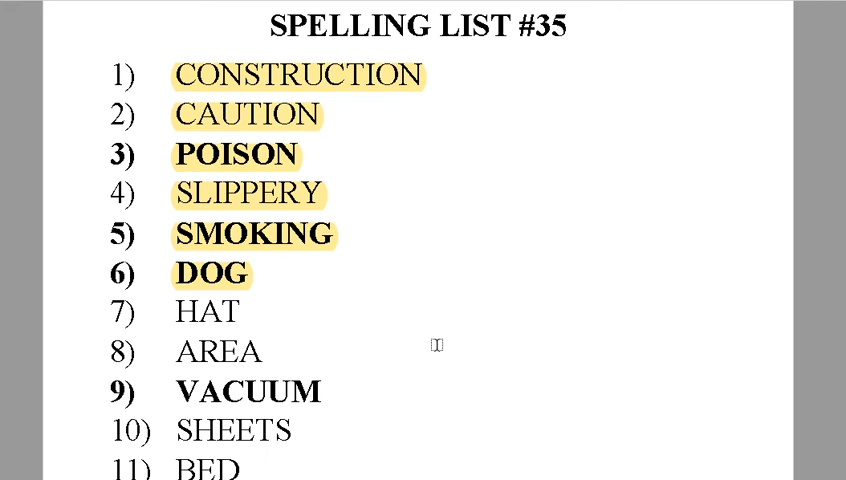 SPELLING LIST #35
1) CONSTRUCTION
2) CAUTION
3) POISON
4) SLIPPERY
5) SMOKING
6) DOG
7) HAT
8) AREA
9) VACUUM
10) SHEETS
11) BED